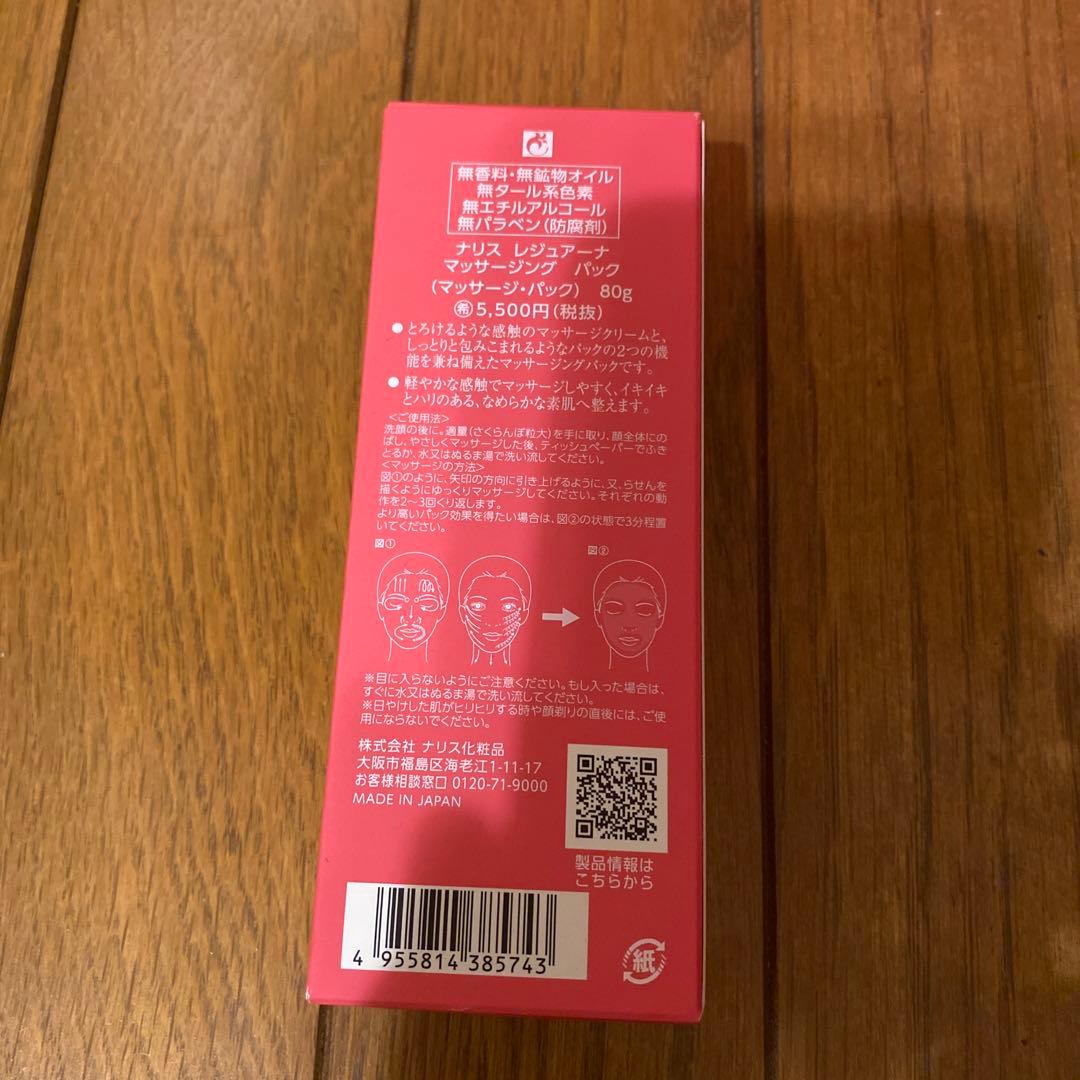 無香料・無鉱物オイル
無タール系色素
無エチルアルコール
無パラベン(防腐剤)
ナリス レジュアーナ
マッサージング パック
(マッサージ・パック) 80g
㊒5,500円(税抜)
● とろけるような感触のマッサージクリームと、
しっとりと包みこまれるようなパックの2つの機
能を兼ね備えたマッサージングパックです。
● 軽やかな感触でマッサージしやすく、イキイキ
とハリのある、なめらかな素肌へ整えます。
<ご使用法>
洗顔の後に。適量(さくらんぼ粒大)を手に取り、顔全体にの
ばし、やさしくマッサージした後、ティッシュペーパーでふき
とるか、水又はぬるま湯で洗い流してください。
<マッサージの方法>
図①のように、矢印の方向に引き上げるように、又、らせんを
描くようにゆっくりマッサージしてください。それぞれの動
作を2～3回くり返します。
より高いパック効果を得たい場合は、図②の状態で3分程置
いてください。
図①
図②
※目に入らないようにご注意ください。もし入った場合は、
すぐに水又はぬるま湯で洗い流してください。
※日やけした肌がヒリヒリする時や顔剃りの直後には、ご使
用にならないでください。
株式会社 ナリス化粧品
大阪市福島区海老江1-11-17
お客様相談窓口 0120-71-9000
MADE IN JAPAN
製品情報は
こちらから
4 955814 385743
紙